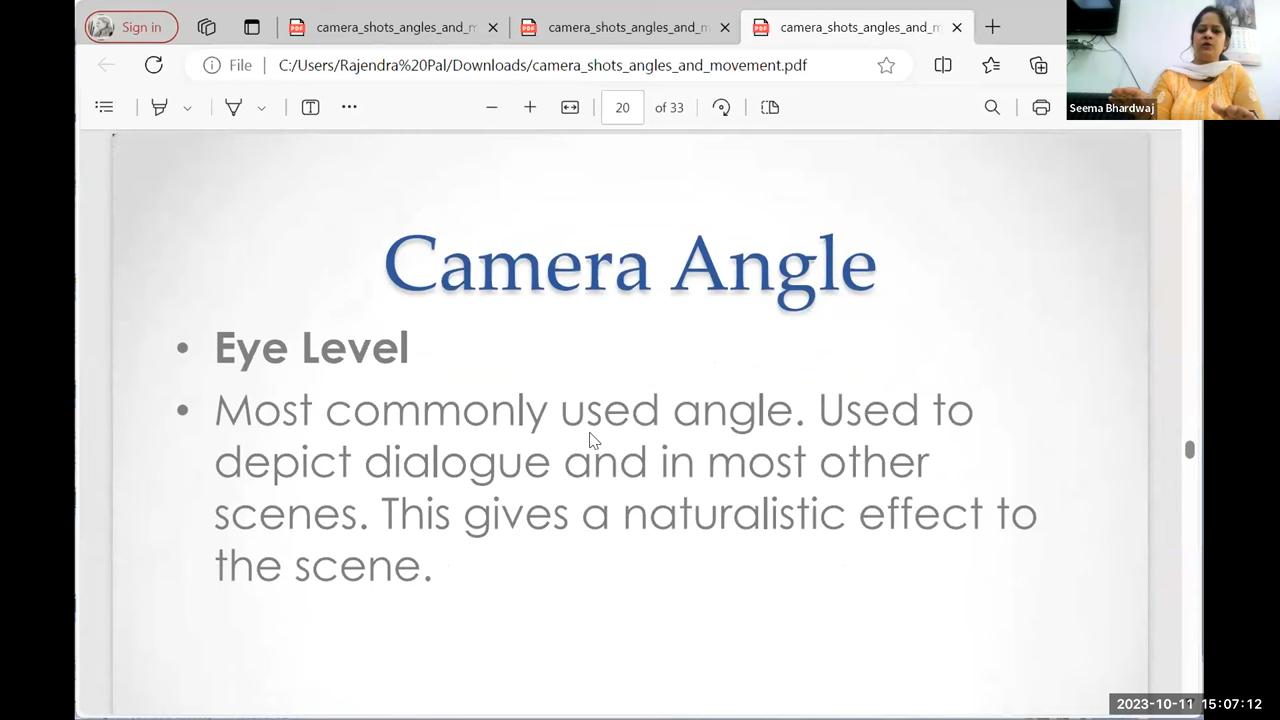 Sign in
camera_shots_angles_and_m
camera_shots_angles_and_m
camera_shots_angles_and_m
File
C:/Users/Rajendra%20Pal/Downloads/camera_shots_angles_and_movement.pdf
20 of 33
Seema Bhardwaj
Camera Angle
• Eye Level
• Most commonly used angle. Used to
depict dialogue and in most other
scenes. This gives a naturalistic effect to
the scene.
2023-10-11 15:07:12